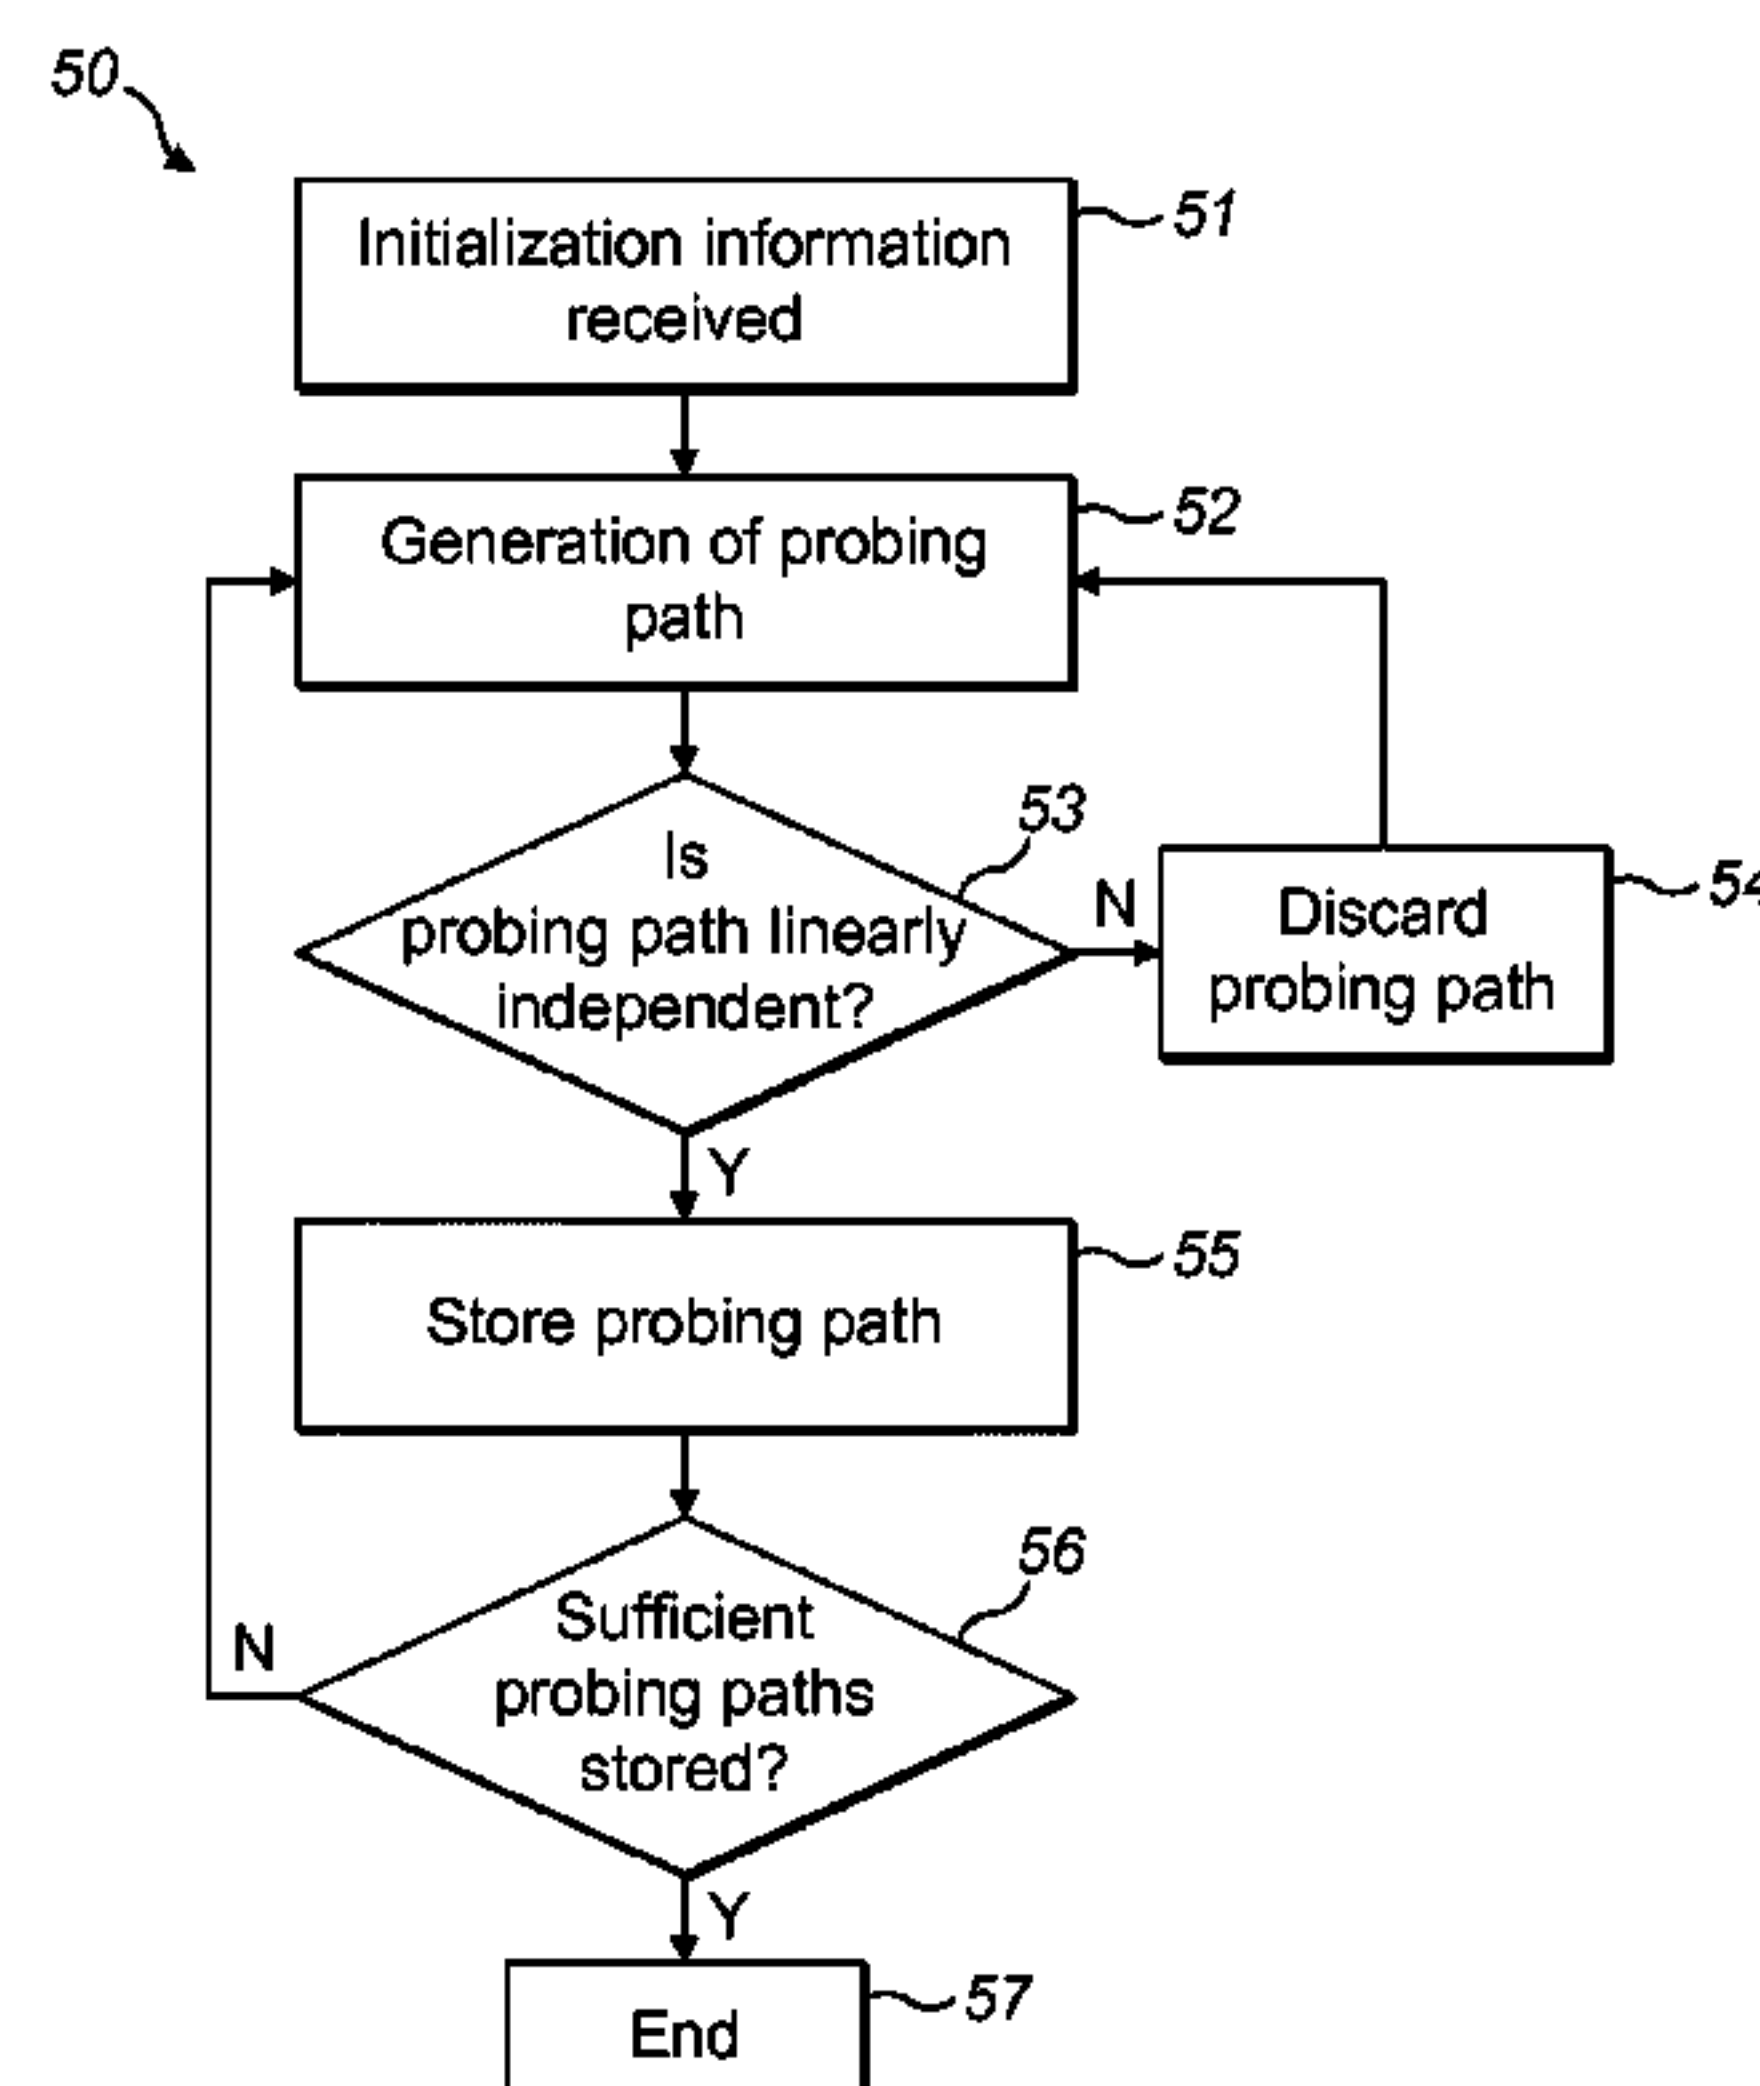 50
Initialization information
received
51
Generation of probing
path
52
Is
probing path linearly
independent?
53
N
Discard
probing path
54
Y
Store probing path
55
Sufficient
probing paths
stored?
56
N
Y
End
57